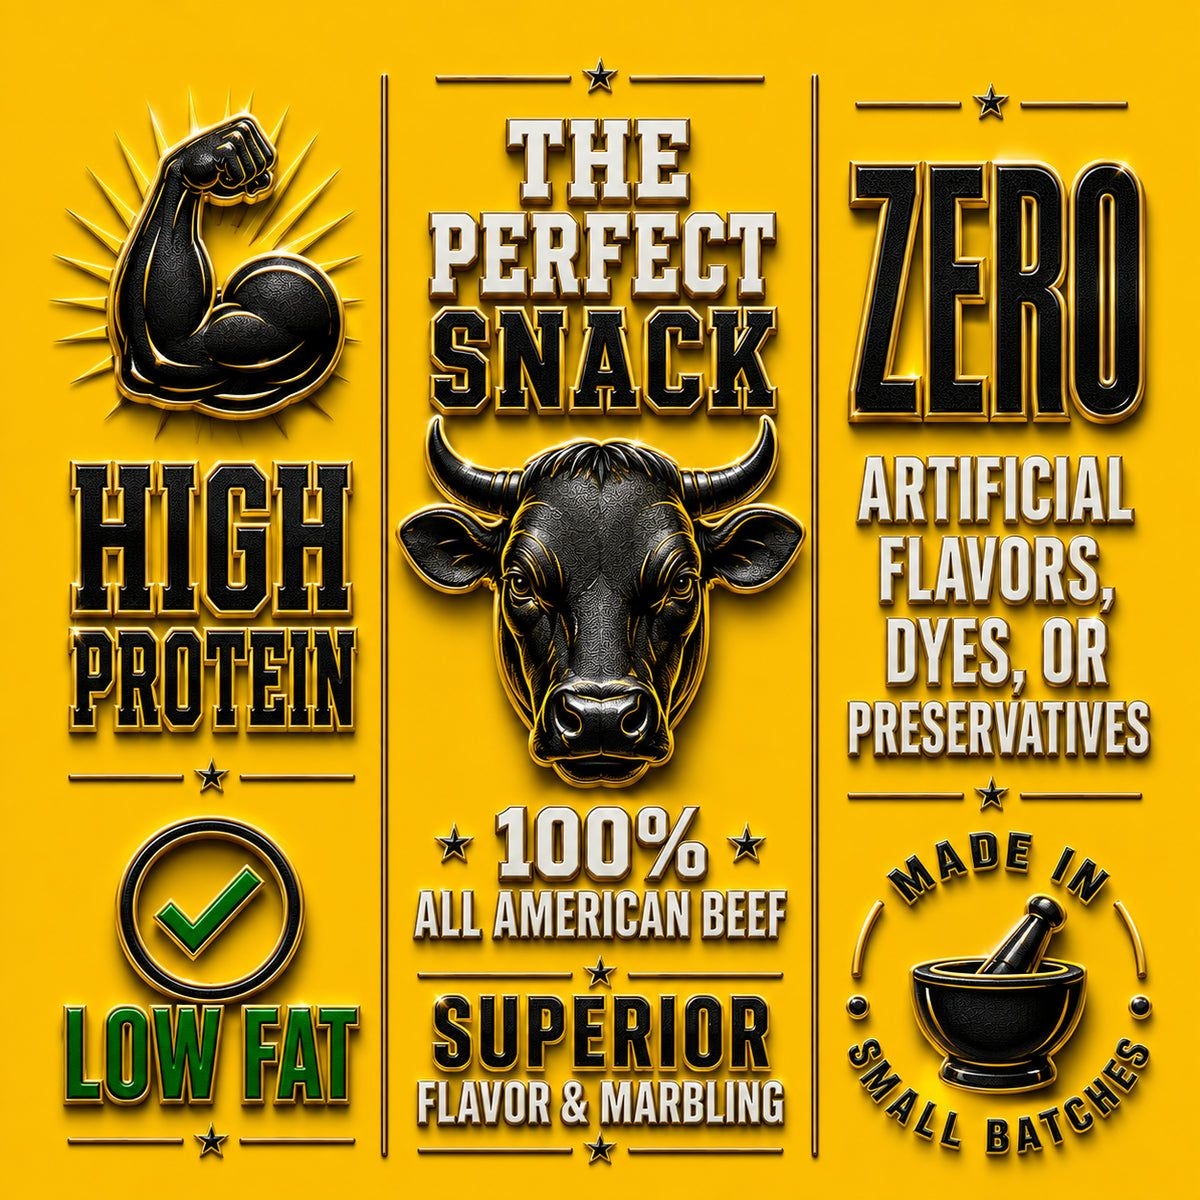 HIGH
PROTEIN
LOW FAT
THE
PERFECT
SNACK
100%
ALL AMERICAN BEEF
SUPERIOR
FLAVOR & MARBLING
ZERO
ARTIFICIAL
FLAVORS,
DYES, OR
PRESERVATIVES
MADE IN
SMALL BATCHES